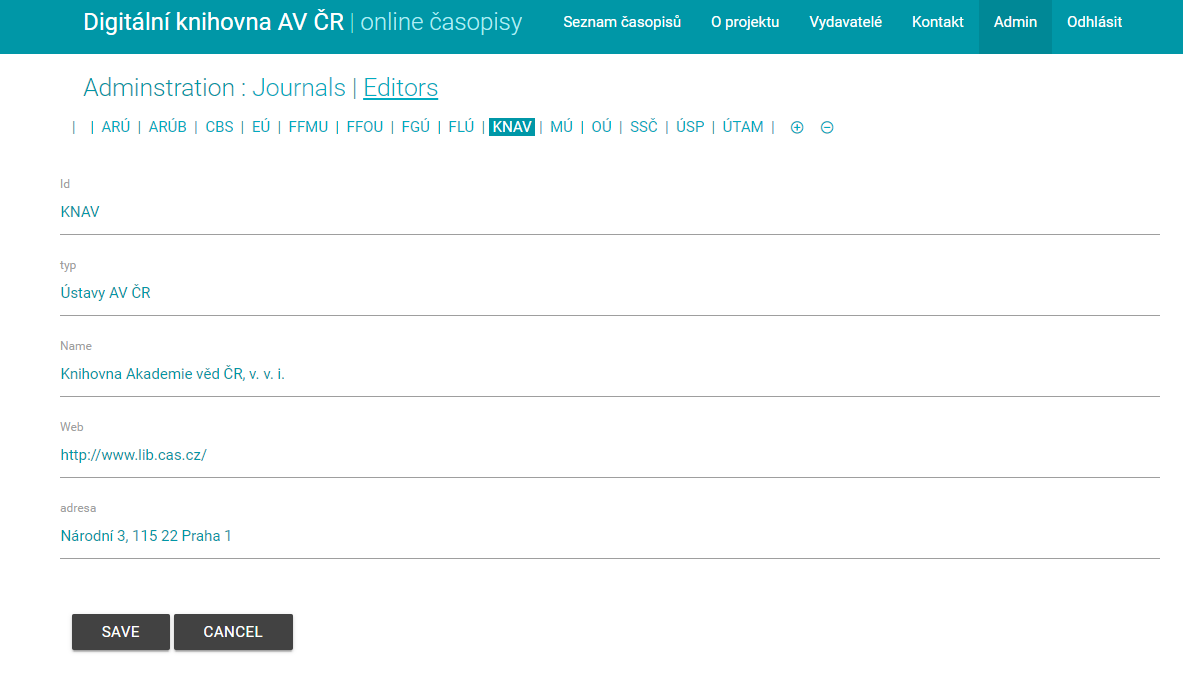 Digitální knihovna AV ČR | online časopisy Seznam časopisů O projektu Vydavatelé Kontakt Admin Odhlásit
Adminstration : Journals | Editors
| | ARÚ | ARÚB | CBS | EÚ | FFMU | FFOU | FGÚ | FLÚ | KNAV | MÚ | OÚ | SSČ | ÚSP | ÚTAM |
Id
KNAV
typ
Ústavy AV ČR
Name
Knihovna Akademie věd ČR, v. v. i.
Web
http://www.lib.cas.cz/
adresa
Národní 3, 115 22 Praha 1
SAVE CANCEL